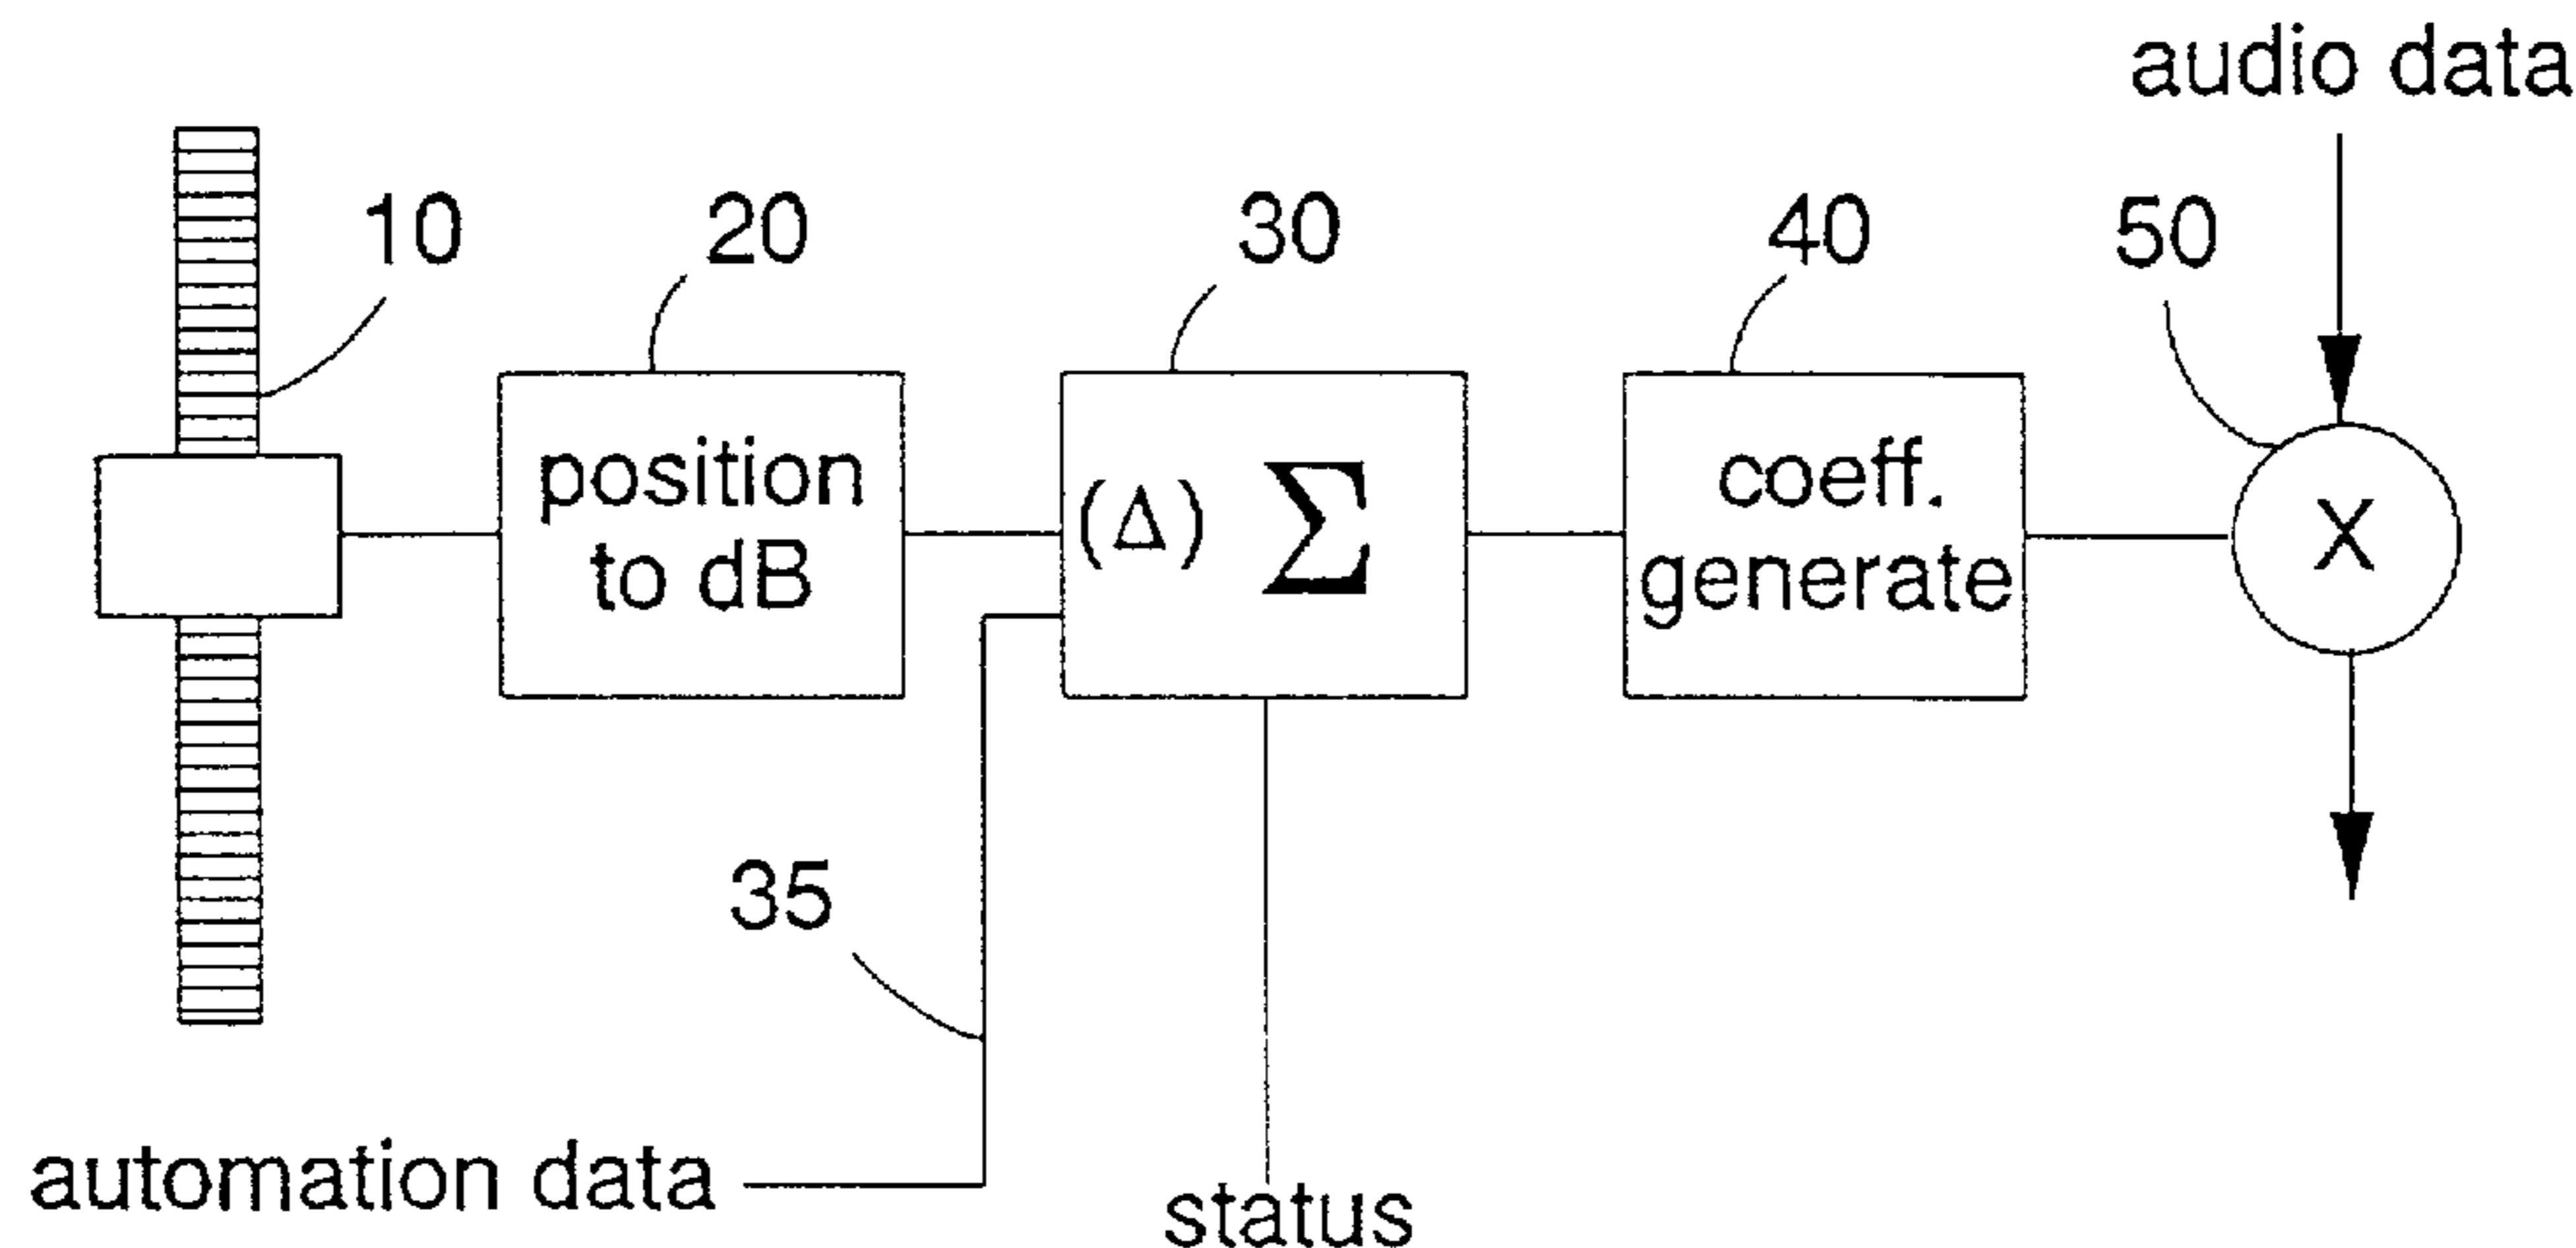 audio data
10
20
30
40
50
position
to dB
(Δ) Σ
coeff.
generate
X
35
automation data
status